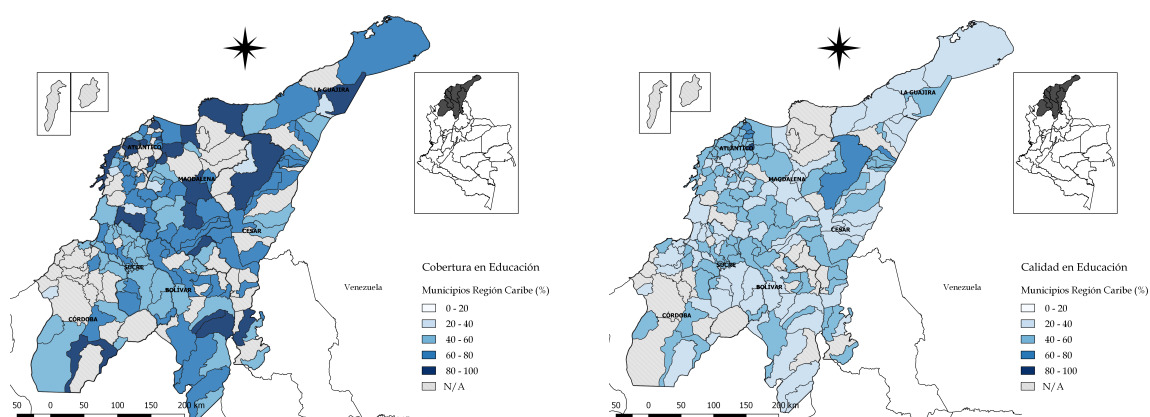 LA GUAJIRA
ATLÁNTICO
MAGDALENA
CESAR
SUCRE
BOLÍVAR
CÓRDOBA
Venezuela
Cobertura en Educación
Municipios Región Caribe (%)
0 - 20
20 - 40
40 - 60
60 - 80
80 - 100
N/A
50 0 50 100 150 200 km
LA GUAJIRA
ATLÁNTICO
MAGDALENA
CESAR
SUCRE
BOLÍVAR
CÓRDOBA
Venezuela
Calidad en Educación
Municipios Región Caribe (%)
0 - 20
20 - 40
40 - 60
60 - 80
80 - 100
N/A
50 0 50 100 150 200 km